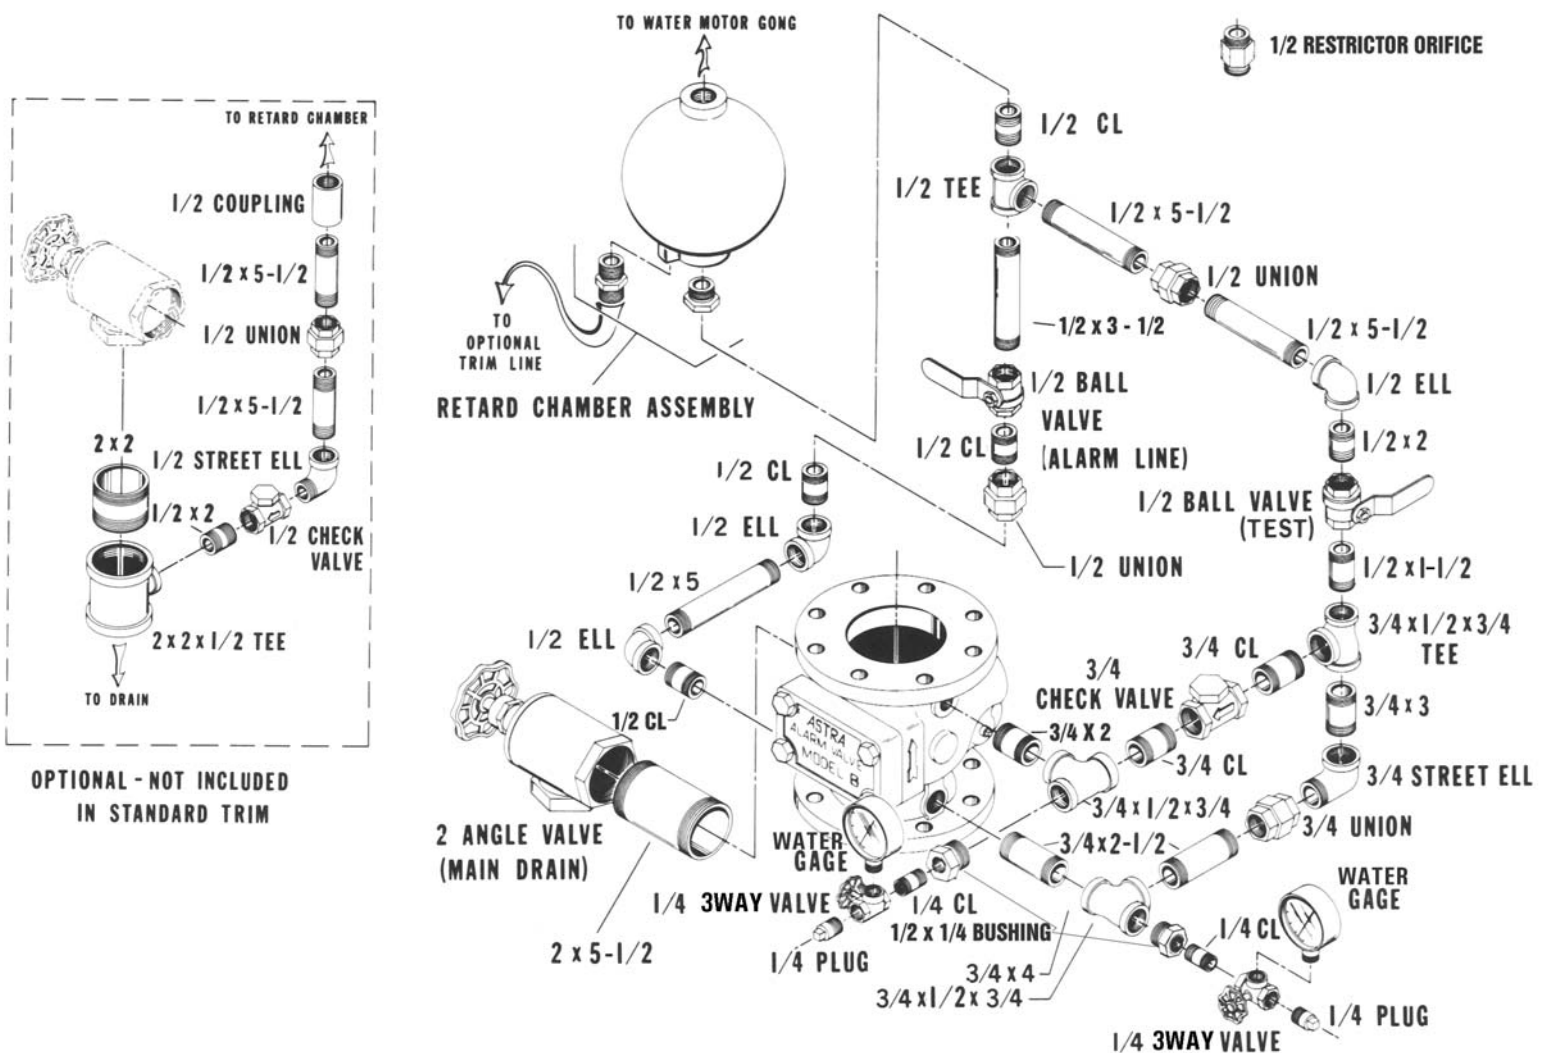 TO WATER MOTOR GONG
1/2 RESTRICTOR ORIFICE
TO RETARD CHAMBER
1/2 COUPLING
1/2 x 5-1/2
1/2 UNION
1/2 x 5-1/2
2 x 2
1/2 STREET ELL
1/2 x 2
1/2 CHECK
VALVE
2 x 2 x 1/2 TEE
TO DRAIN
OPTIONAL - NOT INCLUDED
IN STANDARD TRIM
TO
OPTIONAL
TRIM LINE
RETARD CHAMBER ASSEMBLY
1/2 CL
1/2 TEE
1/2 x 5-1/2
1/2 UNION
1/2 x 3 - 1/2
1/2 x 5-1/2
1/2 BALL
VALVE
(ALARM LINE)
1/2 ELL
1/2 CL
1/2 x 2
1/2 BALL VALVE
(TEST)
1/2 UNION
1/2 x 1-1/2
1/2 CL
1/2 ELL
1/2 x 5
1/2 ELL
1/2 CL
3/4 x 1/2 x 3/4
TEE
3/4 CL
3/4
CHECK VALVE
3/4 x 3
3/4 X 2
3/4 CL
3/4 STREET ELL
3/4 x 1/2 x 3/4
3/4 UNION
3/4 x 2-1/2
ASTRA
ALARM VALVE
MODEL B
2 ANGLE VALVE
(MAIN DRAIN)
2 x 5-1/2
WATER
GAGE
1/4 3WAY VALVE
1/4 CL
1/2 x 1/4 BUSHING
1/4 PLUG
3/4 x 4
3/4 x 1/2 x 3/4
1/4 CL
WATER
GAGE
1/4 PLUG
1/4 3WAY VALVE